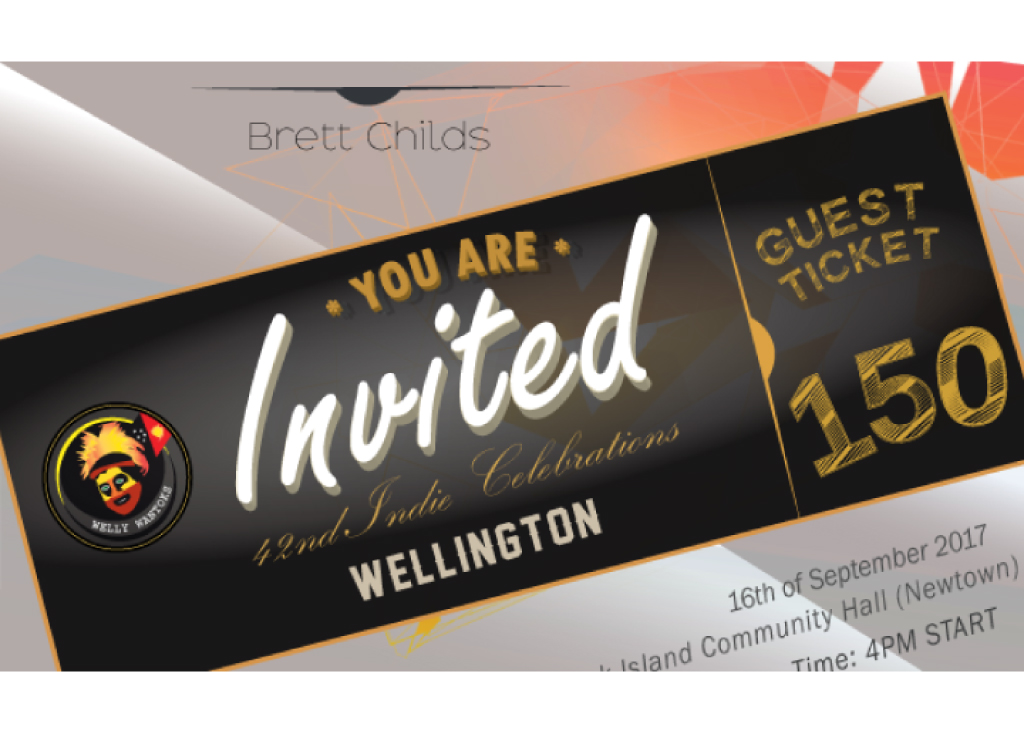 Brett Childs
* YOU ARE *
Invited
42nd Indie Celebrations
WELLINGTON
WELLY WANTOKS
GUEST
TICKET
150
16th of September 2017
Island Community Hall (Newtown)
Time: 4PM START